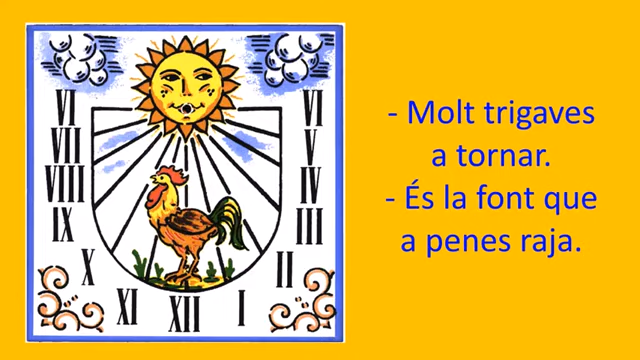 VI
VII
VIII
IX
X
XI
XII
I
II
III
IV
V
VI
- Molt trigaves
a tornar.
- És la font que
a penes raja.